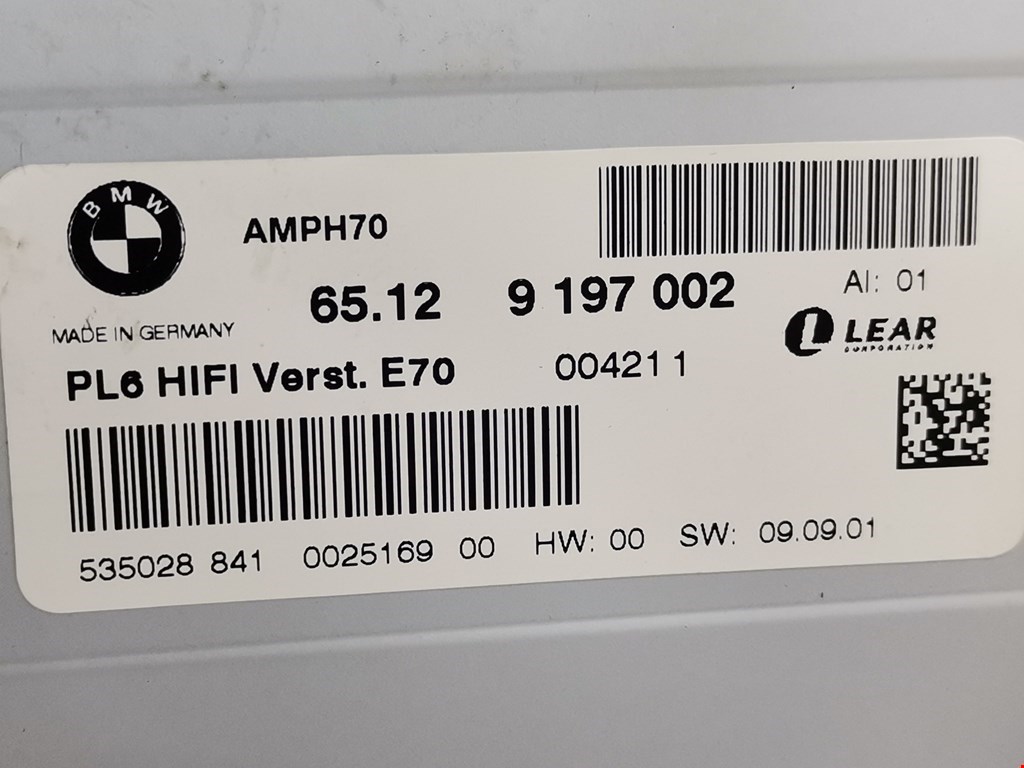 BMW
AMPH70
65.12 9 197 002
AI: 01
MADE IN GERMANY
LEAR
CORPORATION
PL6 HIFI Verst. E70
004211
535028 841 0025169 00 HW: 00 SW: 09.09.01